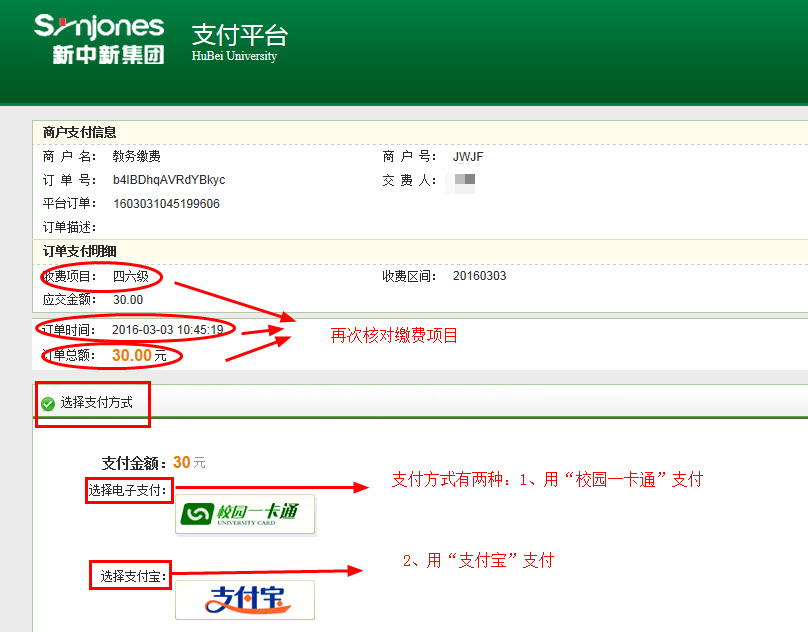 Synjones
新中新集团
支付平台
HuBei University
商户支付信息
商 户 名： 教务缴费
商 户 号： JWJF
订 单 号： b4lBDhqAVRdYBkyc
交 费 人：
平台订单： 1603031045199606
订单描述：
订单支付明细
收费项目： 四六级
收费区间： 20160303
应交金额： 30.00
订单时间： 2016-03-03 10:45:19
再次核对缴费项目
订单总额： 30.00 元
选择支付方式
支付金额：30 元
选择电子支付：
支付方式有两种：1、用“校园一卡通”支付
校园一卡通
UNIVERSITY CARD
2、用“支付宝”支付
选择支付宝：
支付宝